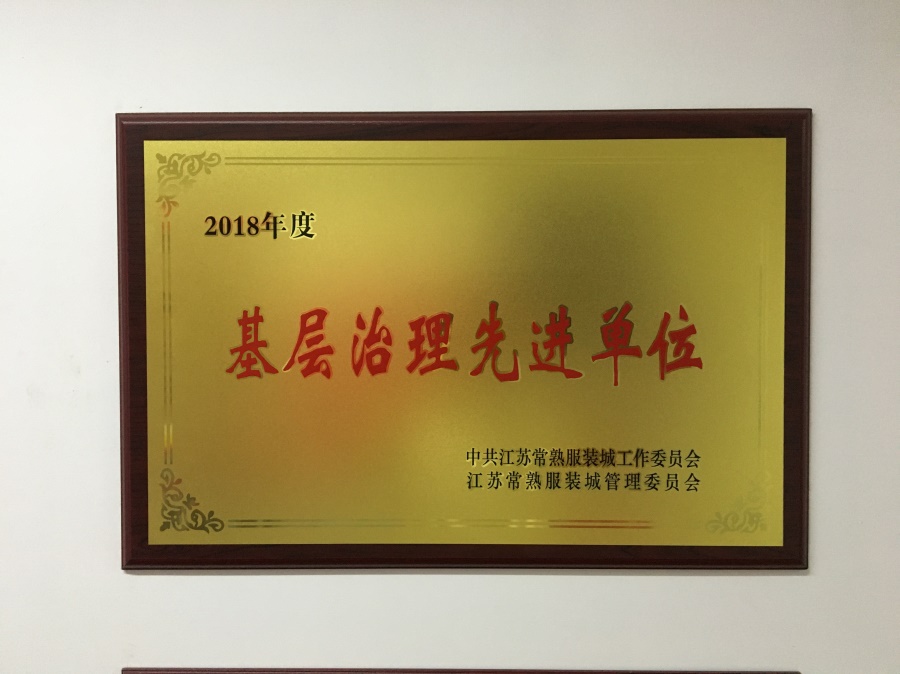 2018年度
基层治理先进单位
中共江苏常熟服装城工作委员会
江苏常熟服装城管理委员会